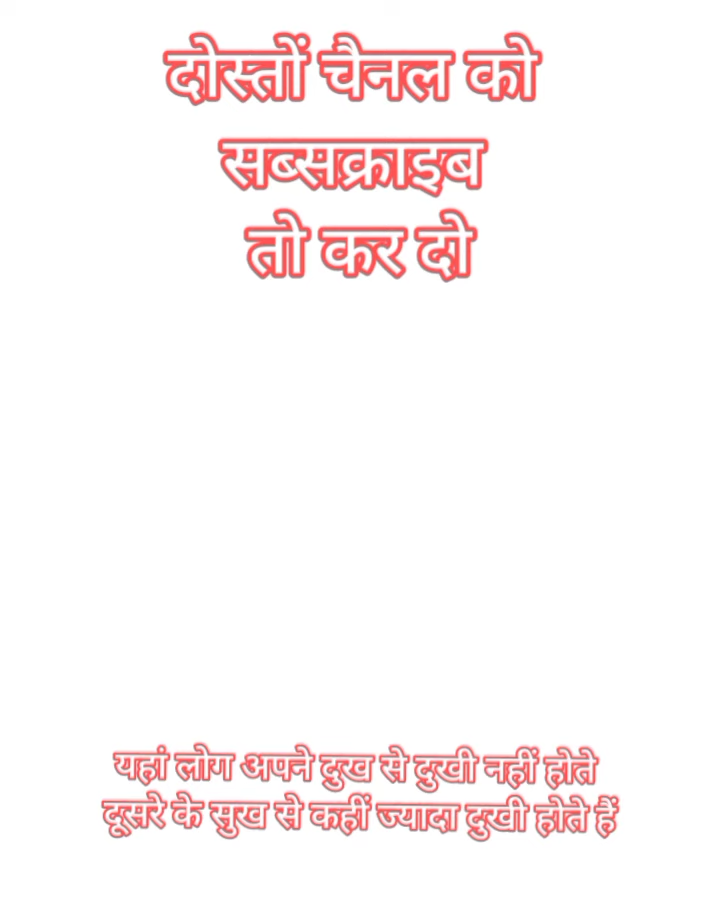 दोस्तों चैनल को
सब्सक्राइब
तो कर दो
यहां लोग अपने दुख से दुखी नहीं होते
दूसरे के सुख से कहीं ज्यादा दुखी होते हैं